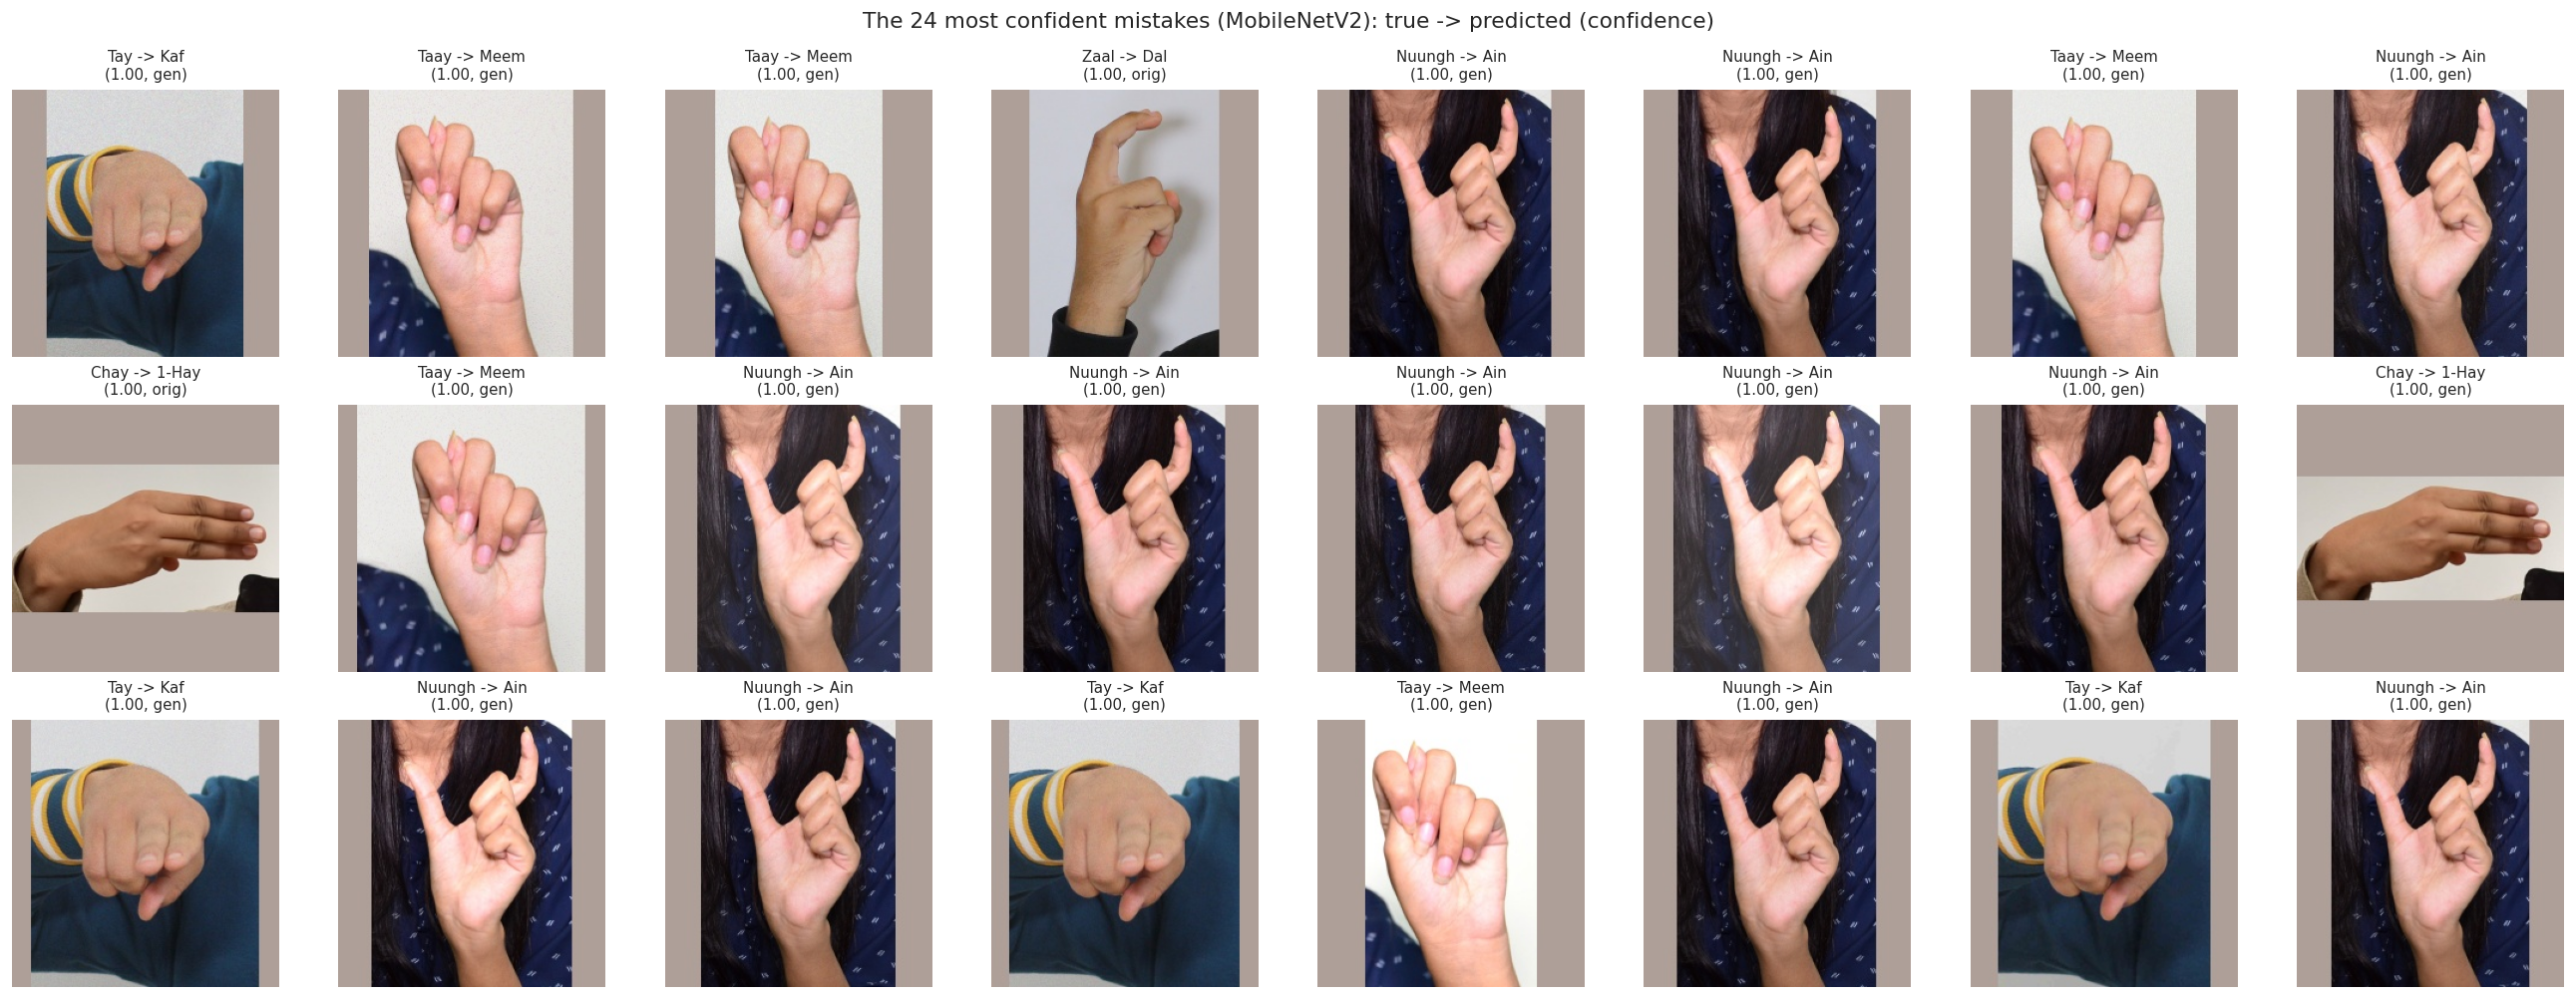 The 24 most confident mistakes (MobileNetV2): true -> predicted (confidence)
Tay -> Kaf
(1.00, gen)
Taay -> Meem
(1.00, gen)
Taay -> Meem
(1.00, gen)
Zaal -> Dal
(1.00, orig)
Nuungh -> Ain
(1.00, gen)
Nuungh -> Ain
(1.00, gen)
Taay -> Meem
(1.00, gen)
Nuungh -> Ain
(1.00, gen)
Chay -> 1-Hay
(1.00, orig)
Taay -> Meem
(1.00, gen)
Nuungh -> Ain
(1.00, gen)
Nuungh -> Ain
(1.00, gen)
Nuungh -> Ain
(1.00, gen)
Nuungh -> Ain
(1.00, gen)
Nuungh -> Ain
(1.00, gen)
Chay -> 1-Hay
(1.00, gen)
Tay -> Kaf
(1.00, gen)
Nuungh -> Ain
(1.00, gen)
Nuungh -> Ain
(1.00, gen)
Tay -> Kaf
(1.00, gen)
Taay -> Meem
(1.00, gen)
Nuungh -> Ain
(1.00, gen)
Tay -> Kaf
(1.00, gen)
Nuungh -> Ain
(1.00, gen)